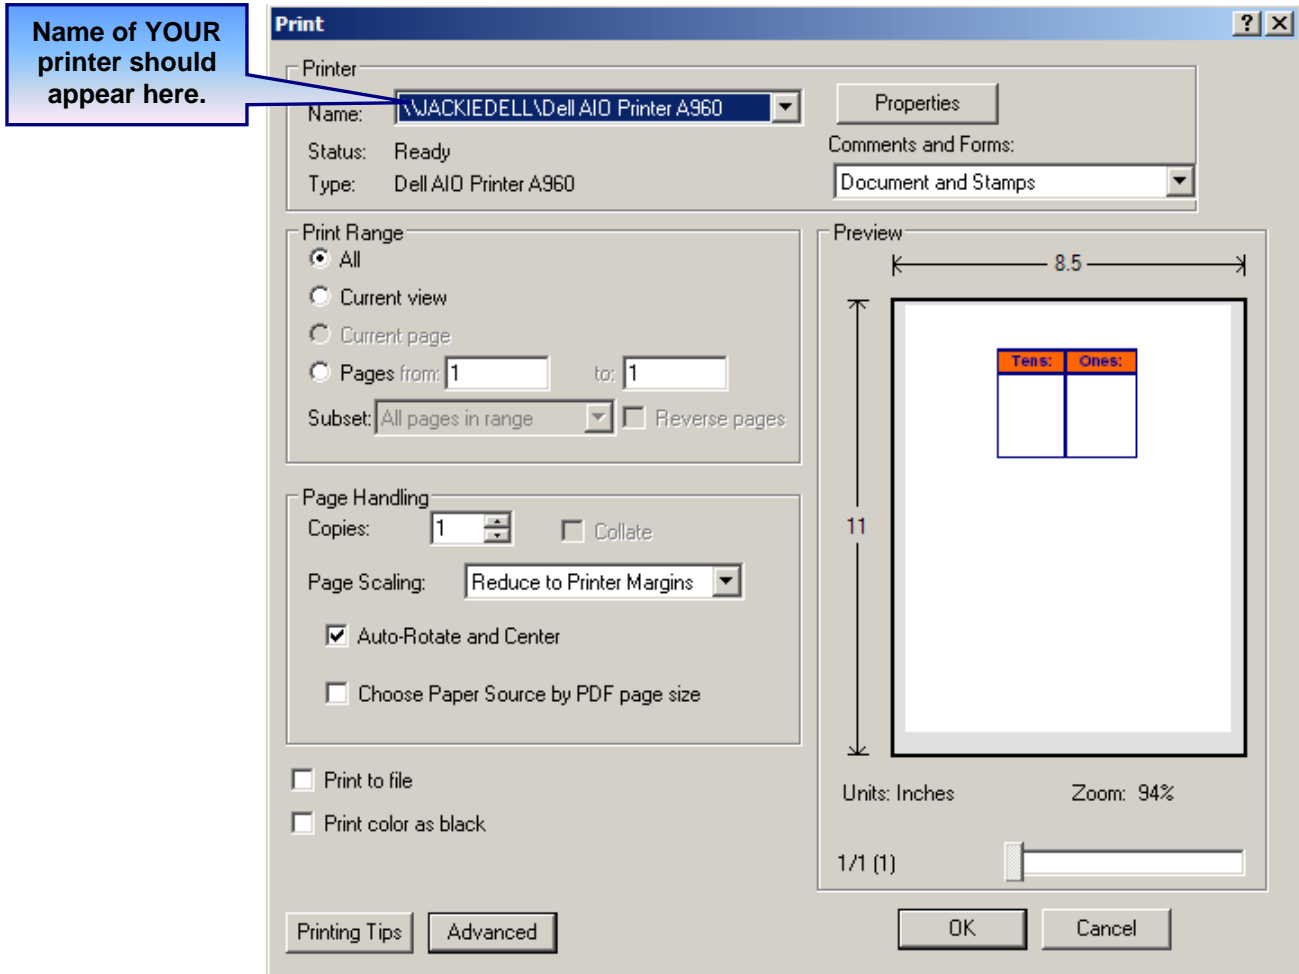 Name of YOUR
printer should
appear here.
Print
Printer
Name: \\JACKIEDELL\Dell AIO Printer A960
Properties
Status: Ready
Comments and Forms:
Type: Dell AIO Printer A960
Document and Stamps
Print Range
All
Current view
Current page
Pages from: 1 to: 1
Subset: All pages in range Reverse pages
Page Handling
Copies: 1 Collate
Page Scaling: Reduce to Printer Margins
Auto-Rotate and Center
Choose Paper Source by PDF page size
Print to file
Print color as black
Printing Tips Advanced
Preview
8.5
11
Tens: Ones:
Units: Inches Zoom: 94%
1/1 (1)
OK Cancel